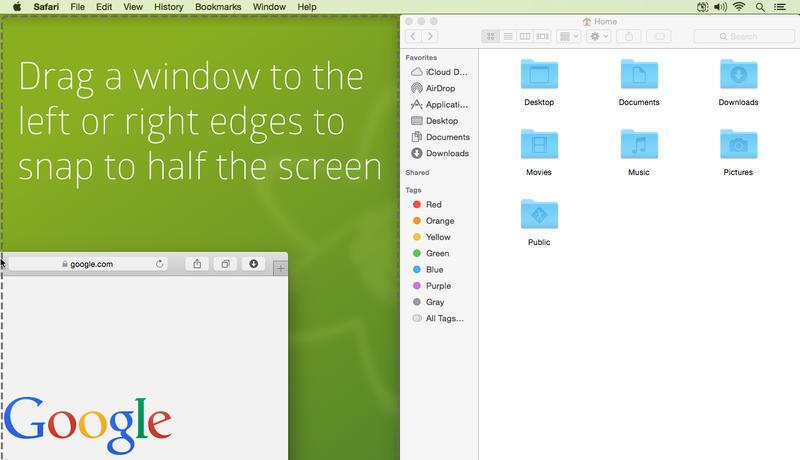 Safari File Edit View History Bookmarks Window Help
Drag a window to the
left or right edges to
snap to half the screen
google.com
Google
Home
Search
Favorites
iCloud D...
AirDrop
Applicati...
Desktop
Documents
Downloads
Shared
Tags
Red
Orange
Yellow
Green
Blue
Purple
Gray
All Tags...
Desktop Documents Downloads
Movies Music Pictures
Public